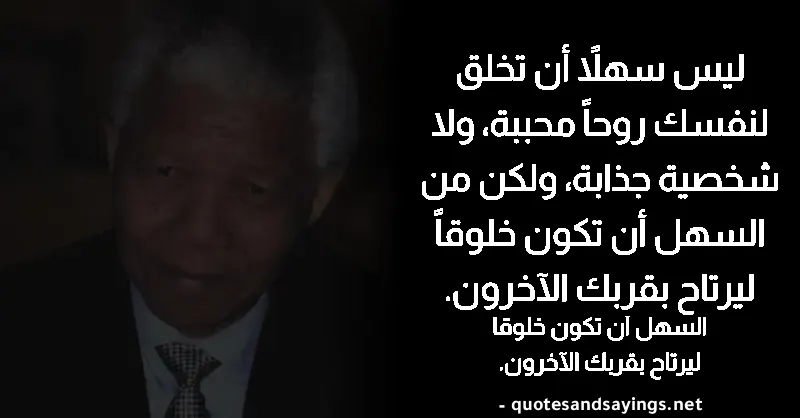 ليس سهلًا أن تخلق
لنفسك روحاً محببة، ولا
شخصية جذابة، ولكن من
السهل أن تكون خلوقاً
ليرتاح بقربك الآخرون.
السهل أن تكون خلوقا
ليرتاح بقربك الآخرون.
- quotesandsayings.net